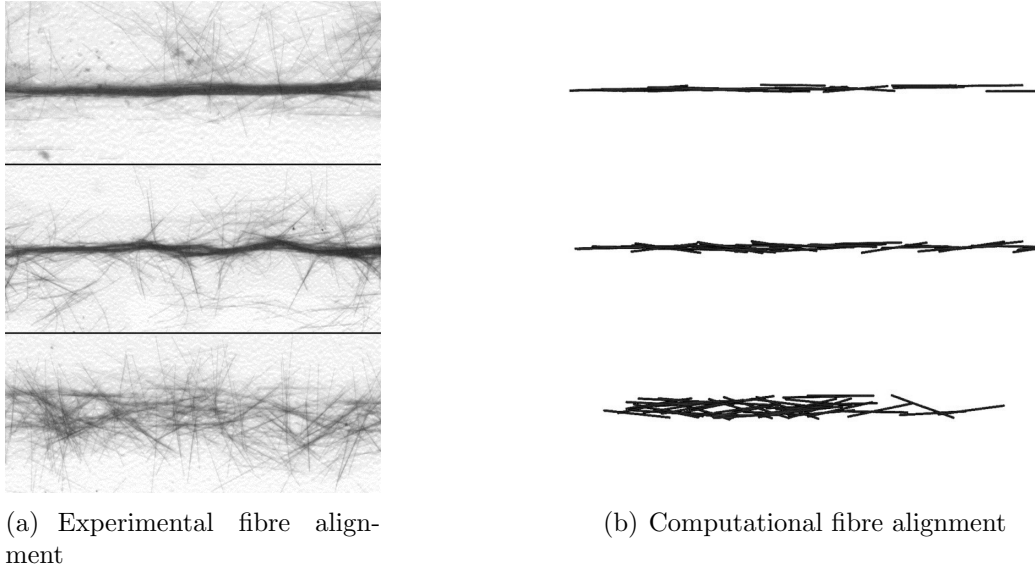 (a) Experimental fibre align-
ment
(b) Computational fibre alignment